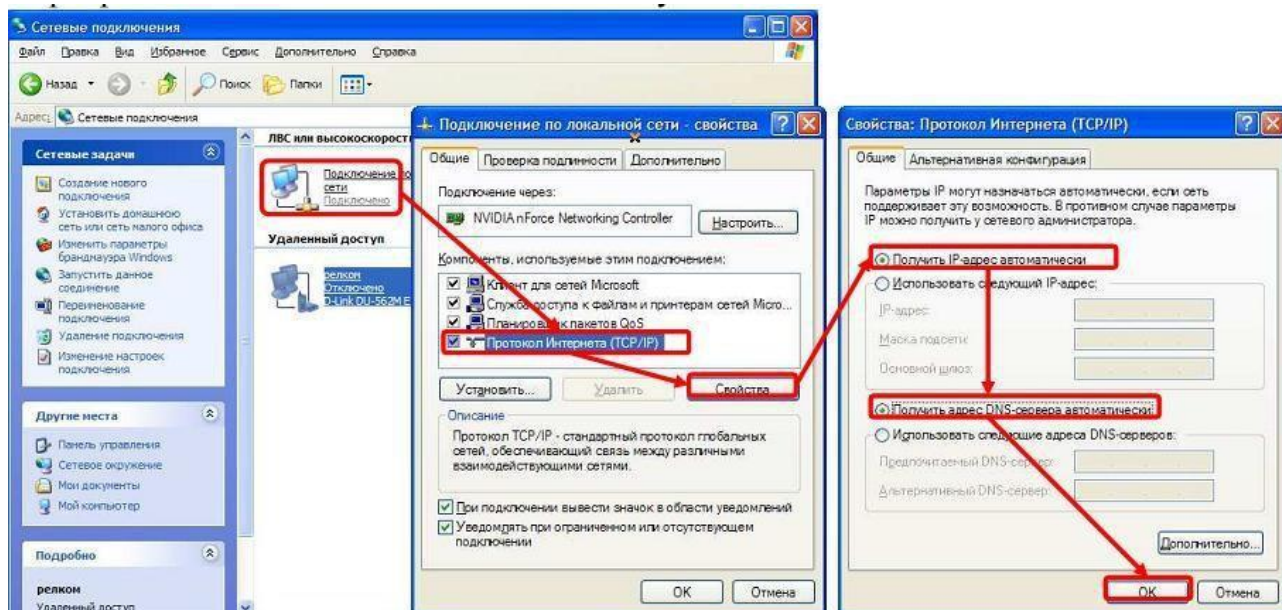 Сетевые подключения
Файл Правка Вид Избранное Сервис Дополнительно Справка
Назад Поиск Папки
Адрес: Сетевые подключения
Сетевые задачи
Создание нового
подключения
Установить домашнюю
сеть или сеть малого офиса
Изменить параметры
брандмауэра Windows
Запустить данное
соединение
Переименование
подключения
Удаление подключения
Изменение настроек
подключения
Другие места
Панель управления
Сетевое окружение
Мои документы
Мой компьютер
Подробно
релком
Удаленный доступ
ЛВС или высокоскорост
Подключение по
сети
Подключено
Удаленный доступ
релком
Отключено
D-Link DU-562M E
Подключение по локальной сети - свойства
Общие Проверка подлинности Дополнительно
Подключение через:
NVIDIA nForce Networking Controller
Настроить...
Компоненты, используемые этим подключением:
Клиент для сетей Microsoft
Служба доступа к файлам и принтерам сетей Micro...
Планировщик пакетов QoS
Протокол Интернета (TCP/IP)
Установить... Удалить Свойства
Описание
Протокол TCP/IP - стандартный протокол глобальных
сетей, обеспечивающий связь между различными
взаимодействующими сетями.
При подключении вывести значок в области уведомлений
Уведомлять при ограниченном или отсутствующем
подключении
OK Отмена
Свойства: Протокол Интернета (TCP/IP)
Общие Альтернативная конфигурация
Параметры IP могут назначаться автоматически, если сеть
поддерживает эту возможность. В противном случае параметры
IP можно получить у сетевого администратора.
Получить IP-адрес автоматически
Использовать следующий IP-адрес:
IP-адрес:
Маска подсети:
Основной шлюз:
Получить адрес DNS-сервера автоматически
Использовать следующие адреса DNS-серверов:
Предпочитаемый DNS-сервер:
Альтернативный DNS-сервер:
Дополнительно...
OK Отмена